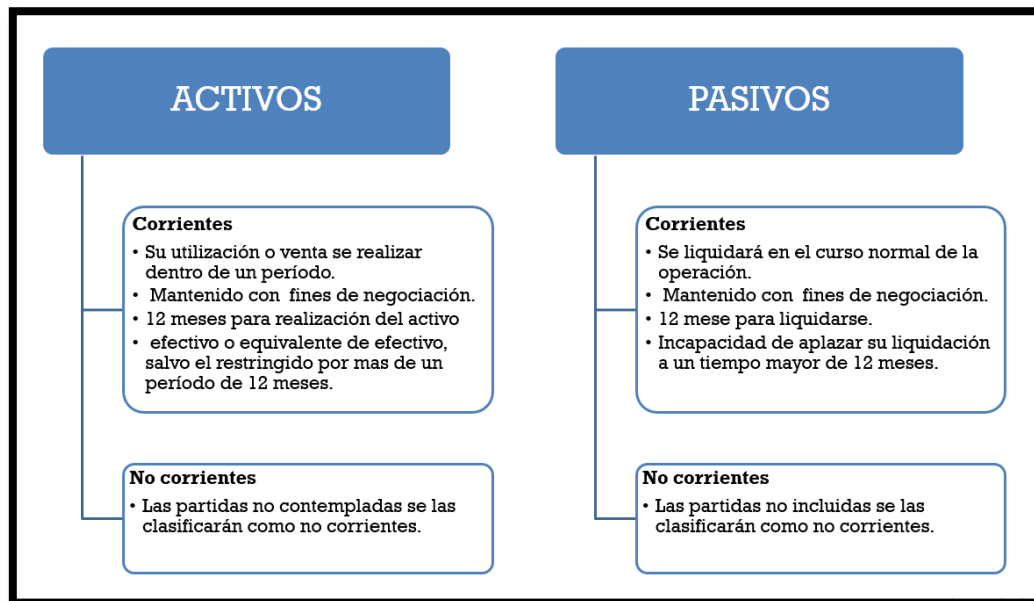 ACTIVOS
Corrientes
• Su utilización o venta se realizar
dentro de un período.
• Mantenido con fines de negociación.
• 12 meses para realización del activo
• efectivo o equivalente de efectivo,
salvo el restringido por mas de un
período de 12 meses.
No corrientes
• Las partidas no contempladas se las
clasificarán como no corrientes.
PASIVOS
Corrientes
• Se liquidará en el curso normal de la
operación.
• Mantenido con fines de negociación.
• 12 mese para liquidarse.
• Incapacidad de aplazar su liquidación
a un tiempo mayor de 12 meses.
No corrientes
• Las partidas no incluidas se las
clasificarán como no corrientes.